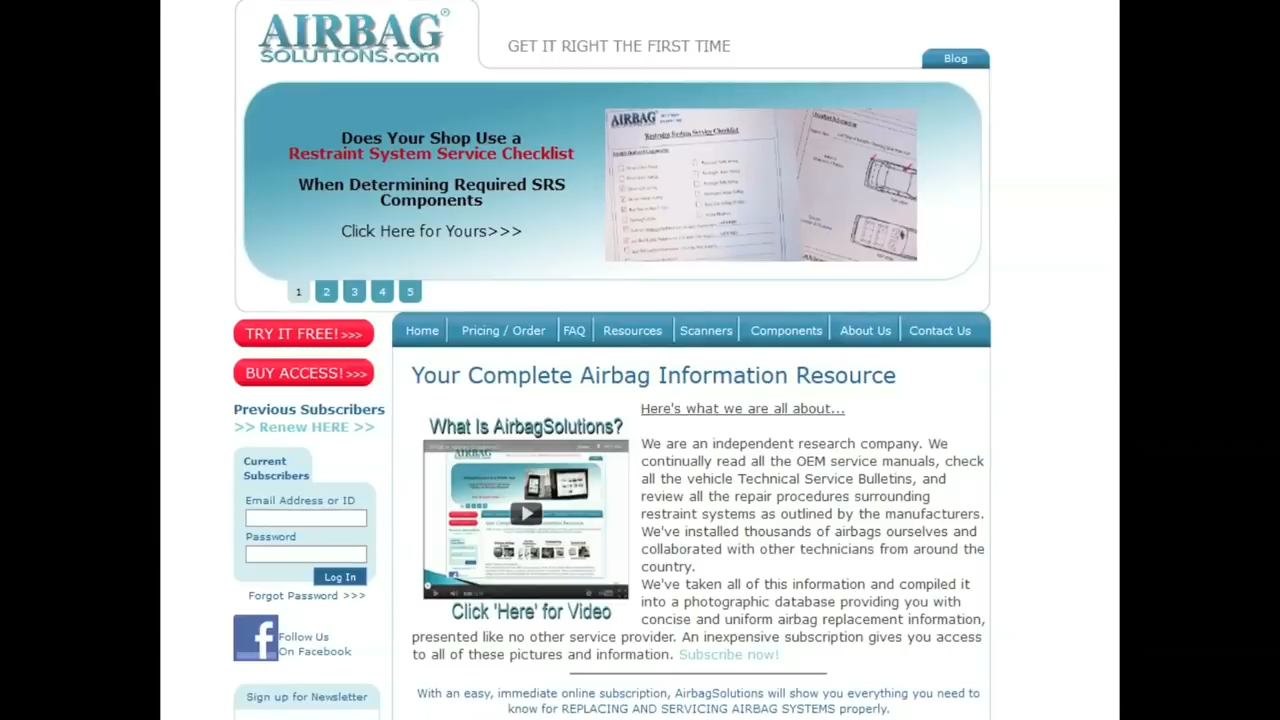 AIRBAG®
SOLUTIONS.com
GET IT RIGHT THE FIRST TIME
Blog
Does Your Shop Use a
Restraint System Service Checklist
When Determining Required SRS
Components
Click Here for Yours>>>
AIRBAG
Restraint System Service Checklist
1 2 3 4 5
TRY IT FREE! >>>
BUY ACCESS! >>>
Previous Subscribers
>> Renew HERE >>
Current
Subscribers
Email Address or ID
Password
Log In
Forgot Password >>>
Follow Us
On Facebook
Sign up for Newsletter
Home Pricing / Order FAQ Resources Scanners Components About Us Contact Us
Your Complete Airbag Information Resource
What Is AirbagSolutions?
AIRBAG
Click 'Here' for Video
Here's what we are all about...
We are an independent research company. We
continually read all the OEM service manuals, check
all the vehicle Technical Service Bulletins, and
review all the repair procedures surrounding
restraint systems as outlined by the manufacturers.
We've installed thousands of airbags ourselves and
collaborated with other technicians from around the
country.
We've taken all of this information and compiled it
into a photographic database providing you with
concise and uniform airbag replacement information,
presented like no other service provider. An inexpensive subscription gives you access
to all of these pictures and information. Subscribe now!
With an easy, immediate online subscription, AirbagSolutions will show you everything you need to
know for REPLACING AND SERVICING AIRBAG SYSTEMS properly.